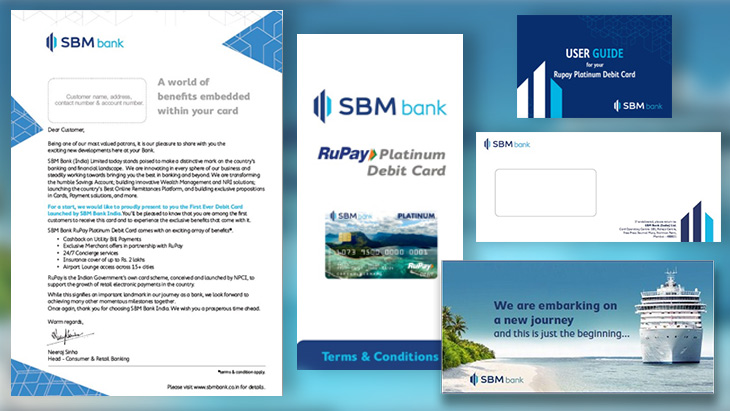 SBM bank
Customer name, address,
contact number & account number.
A world of
benefits embedded
within your card
Dear Customer,
Being one of our most valued patrons, it is our pleasure to share with you the
exciting new developments here at your Bank.
SBM Bank (India) Limited today stands poised to make a distinctive mark on the country's
banking and financial landscape. We are innovating in every sphere of our business and
steadily working towards bringing you the best in banking and beyond. We are transforming
the humble Savings Account, building innovative Wealth Management and NRI solutions,
launching the country's Best Online Remittances Platform, and building exclusive propositions
in Cards, Payment solutions, and more.
For a start, we would like to proudly present to you the First Ever Debit Card
launched by SBM Bank India. You'll be pleased to know that you are among the first
customers to receive this card and to experience the exclusive benefits that come with it.
SBM Bank RuPay Platinum Debit Card comes with an exciting array of benefits*.
• Cashback on Utility Bill Payments
• Exclusive Merchant offers in partnership with RuPay
• 24/7 Concierge services
• Insurance cover of up to Rs. 2 lakhs
• Airport Lounge access across 15+ cities
RuPay is the Indian Government's own card scheme, conceived and launched by NPCI, to
support the growth of retail electronic payments in the country.
While this signifies an important landmark in our journey as a bank, we look forward to
achieving many other momentous milestones together.
Once again, thank you for choosing SBM Bank India. We wish you a prosperous time ahead.
Warm regards,
Neeraj Sinha
Head - Consumer & Retail Banking
*terms & condition apply.
Please visit www.sbmbank.co.in for details.
SBM bank
RuPay Platinum
Debit Card
SBM bank PLATINUM
RuPay
Terms & Conditions
USER GUIDE
for your
Rupay Platinum Debit Card
SBM bank
SBM bank
We are embarking on
a new journey
and this is just the beginning...
SBM bank